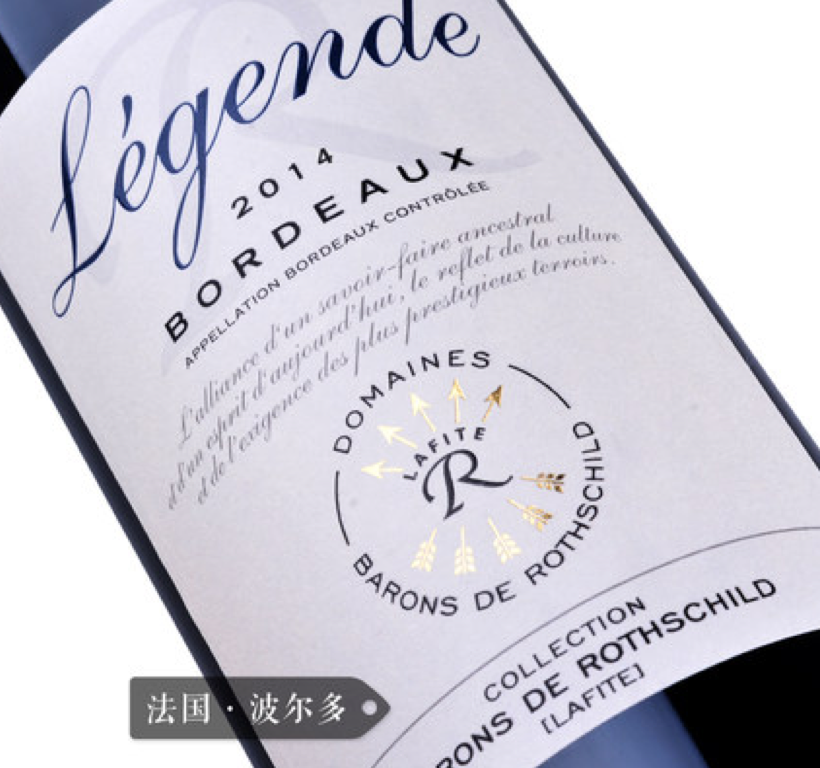 Légende
2014
BORDEAUX
APPELLATION BORDEAUX CONTRÔLÉE
L'alliance d'un savoir-faire ancestral
et d'un esprit d'aujourd'hui, le reflet de la culture
et de l'exigence des plus prestigieux terroirs.
DOMAINES
LAFITE
R
BARONS DE ROTHSCHILD
COLLECTION
RONS DE ROTHSCHILD
[LAFITE]
法国·波尔多